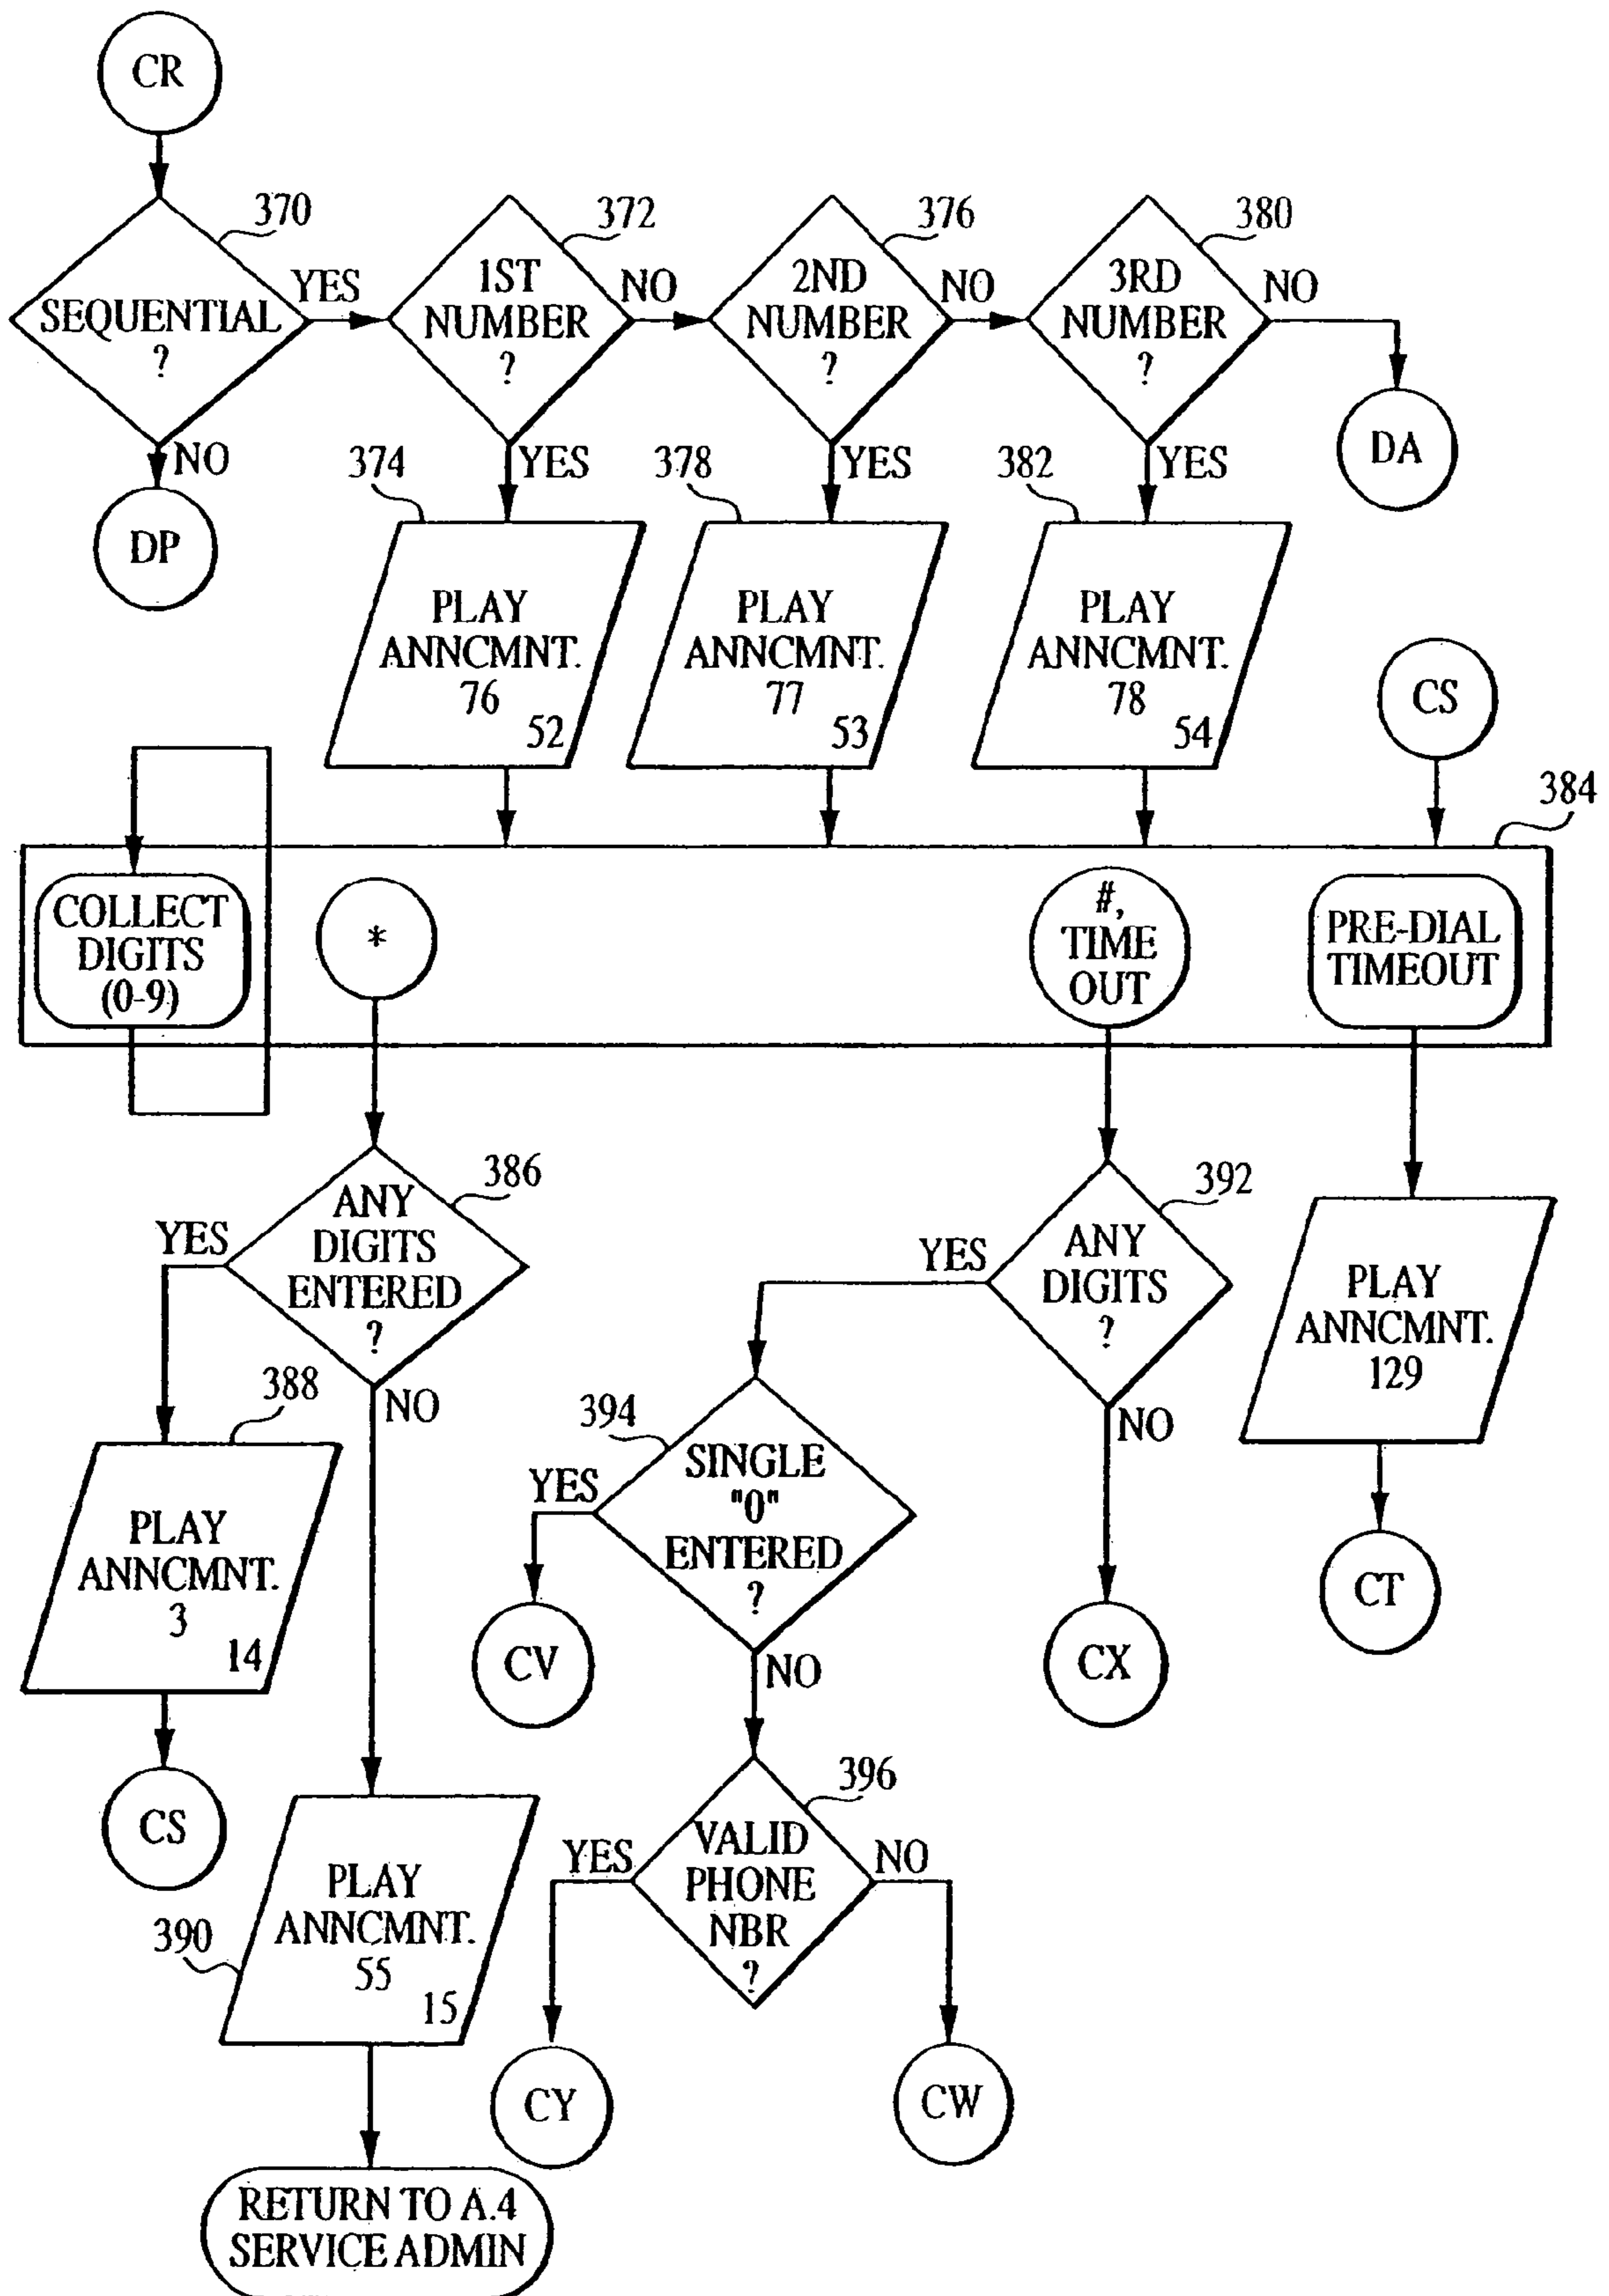 CR
370
372
376
380
SEQUENTIAL
?
YES
1ST
NUMBER
?
NO
2ND
NUMBER
?
NO
3RD
NUMBER
?
NO
DA
NO
DP
YES
YES
YES
374
PLAY
ANNCMNT.
76
52
378
PLAY
ANNCMNT.
77
53
382
PLAY
ANNCMNT.
78
54
CS
384
COLLECT
DIGITS
(0-9)
*
#,
TIME
OUT
PRE-DIAL
TIMEOUT
386
ANY
DIGITS
ENTERED
?
YES
NO
392
ANY
DIGITS
?
YES
NO
PLAY
ANNCMNT.
129
CT
388
PLAY
ANNCMNT.
3
14
CS
394
SINGLE
"0"
ENTERED
?
YES
NO
CV
CX
390
PLAY
ANNCMNT.
55
15
396
VALID
PHONE
NBR
?
YES
NO
CY
CW
RETURN TO A.4
SERVICE ADMIN